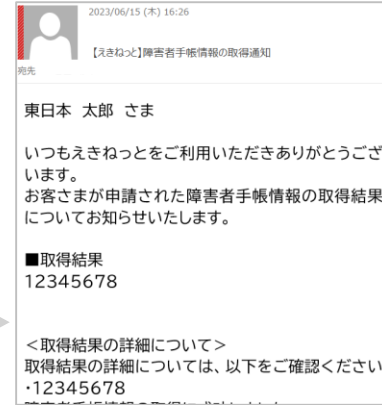 2023/06/15 (木) 16:26
【えきねっと】障害者手帳情報の取得通知
宛先
東日本 太郎 さま
いつもえきねっとをご利用いただきありがとうござ
います。
お客さまが申請された障害者手帳情報の取得結果
についてお知らせいたします。
■取得結果
12345678
＜取得結果の詳細について＞
取得結果の詳細については、以下をご確認ください
・12345678